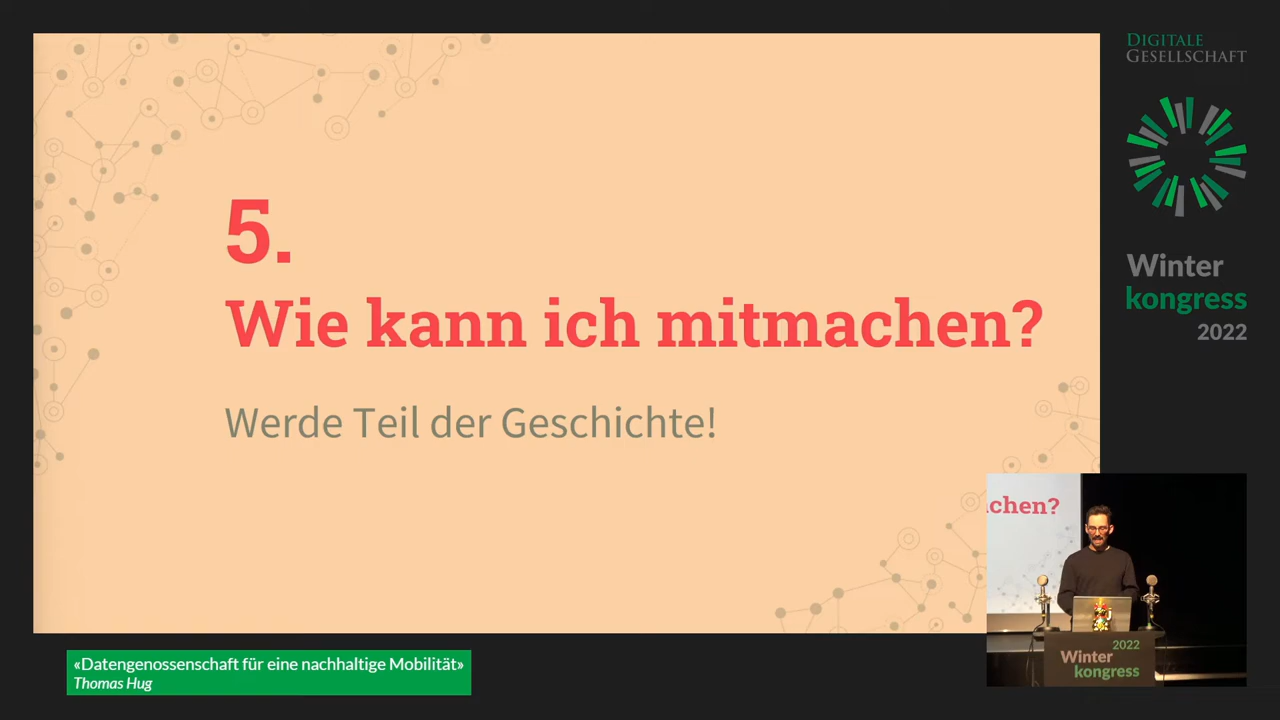 5.
Wie kann ich mitmachen?
Werde Teil der Geschichte!
DIGITALE
GESELLSCHAFT
Winter
kongress
2022
chen?
2022
Winter
kongress
«Datengenossenschaft für eine nachhaltige Mobilität»
Thomas Hug